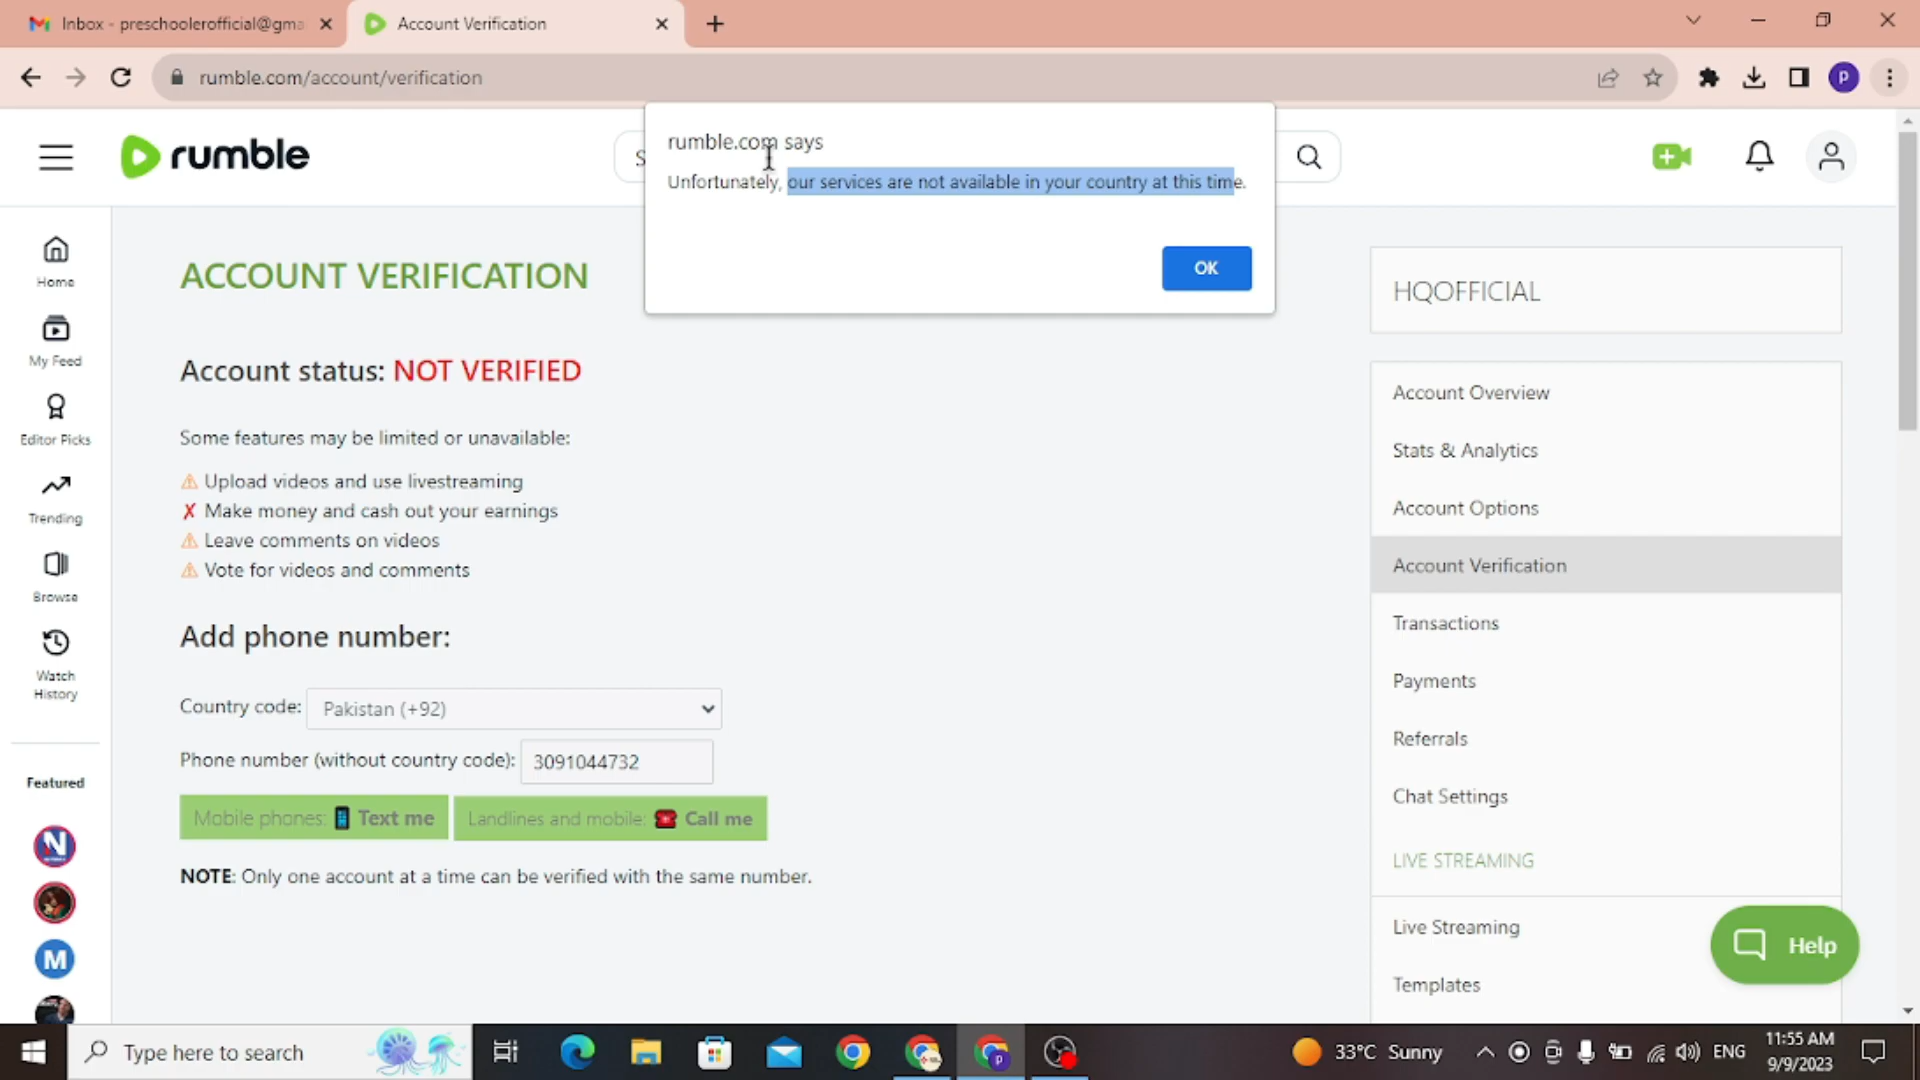 Inbox - preschoolerofficial@gma
Account Verification
rumble.com/account/verification
P
rumble
S
rumble.com says
Unfortunately, our services are not available in your country at this time.
OK
Home
My Feed
Editor Picks
Trending
Browse
Watch
History
Featured
N
M
ACCOUNT VERIFICATION
Account status: NOT VERIFIED
Some features may be limited or unavailable:
⚠ Upload videos and use livestreaming
✗ Make money and cash out your earnings
⚠ Leave comments on videos
⚠ Vote for videos and comments
Add phone number:
Country code: Pakistan (+92)
Phone number (without country code): 3091044732
Mobile phones: Text me
Landlines and mobile: Call me
NOTE: Only one account at a time can be verified with the same number.
HQOFFICIAL
Account Overview
Stats & Analytics
Account Options
Account Verification
Transactions
Payments
Referrals
Chat Settings
LIVE STREAMING
Live Streaming
Templates
Help
Type here to search
P
33°C Sunny
ENG
11:55 AM
9/9/2023